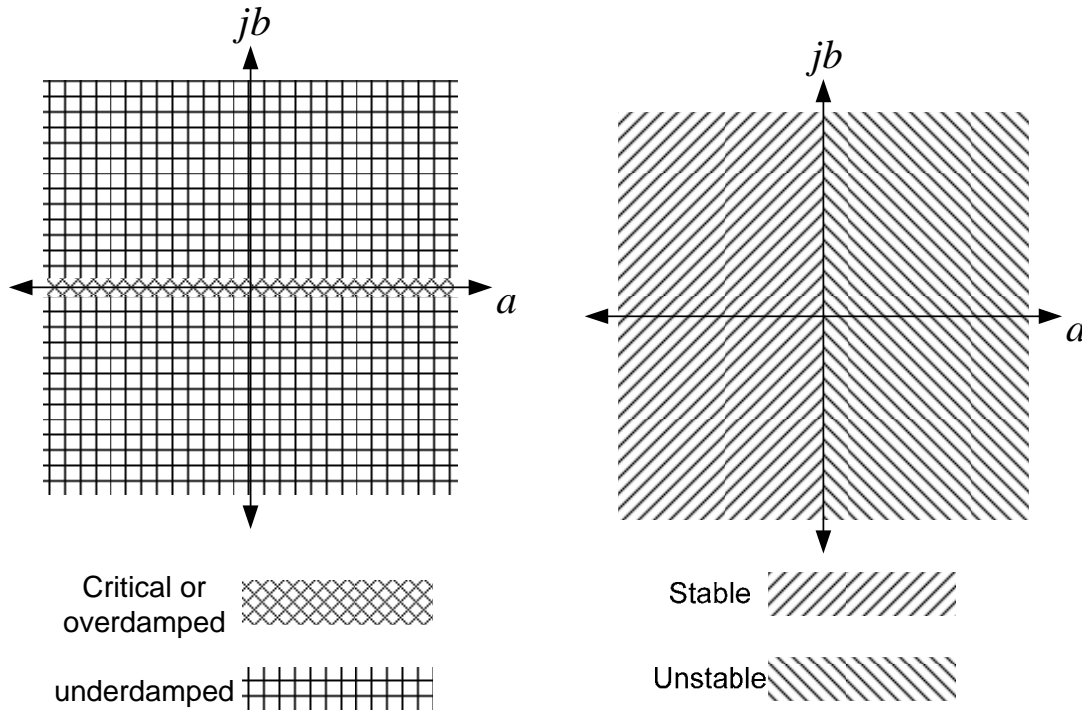 jb
a
Critical or
overdamped
underdamped
jb
a
Stable
Unstable